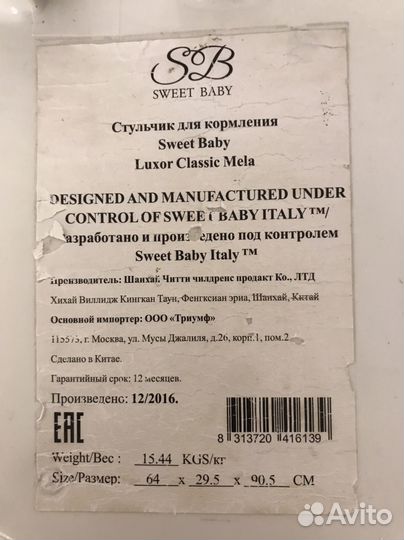 SB
SWEET BABY
Стульчик для кормления
Sweet Baby
Luxor Classic Mela
DESIGNED AND MANUFACTURED UNDER
CONTROL OF SWEET BABY ITALY ™/
азработано и произведено под контролем
Sweet Baby Italy ™
Производитель: Шанхай Читти чилдренс продакт Ко., ЛТД
Хихай Виллидж Кингкан Таун, Фенгксиан эриа, Шанхай, Китай
Основной импортер: ООО «Триумф»
115573, г. Москва, ул. Мусы Джалиля, д.26, корп.1, пом.2
Сделано в Китае.
Гарантийный срок: 12 месяцев.
Произведено: 12/2016.
EAC
8 313720 416139
Weight/Вес : 15.44 KGS/кг
Size/Размер: 64 x 29.5 x 90.5 CM
Avito